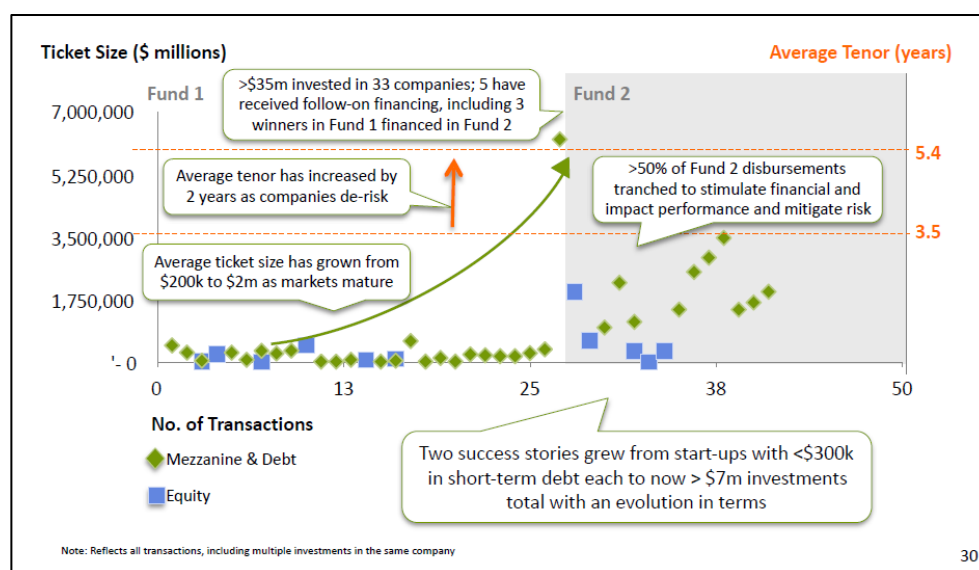 Ticket Size ($ millions)
Average Tenor (years)
Fund 1
>$35m invested in 33 companies; 5 have
received follow-on financing, including 3
winners in Fund 1 financed in Fund 2
Fund 2
7,000,000
5,250,000
3,500,000
1,750,000
'- 0
5.4
3.5
Average tenor has increased by
2 years as companies de-risk
>50% of Fund 2 disbursements
tranched to stimulate financial and
impact performance and mitigate risk
Average ticket size has grown from
$200k to $2m as markets mature
0
13
25
38
50
No. of Transactions
Mezzanine & Debt
Equity
Two success stories grew from start-ups with <$300k
in short-term debt each to now > $7m investments
total with an evolution in terms
Note: Reflects all transactions, including multiple investments in the same company
30